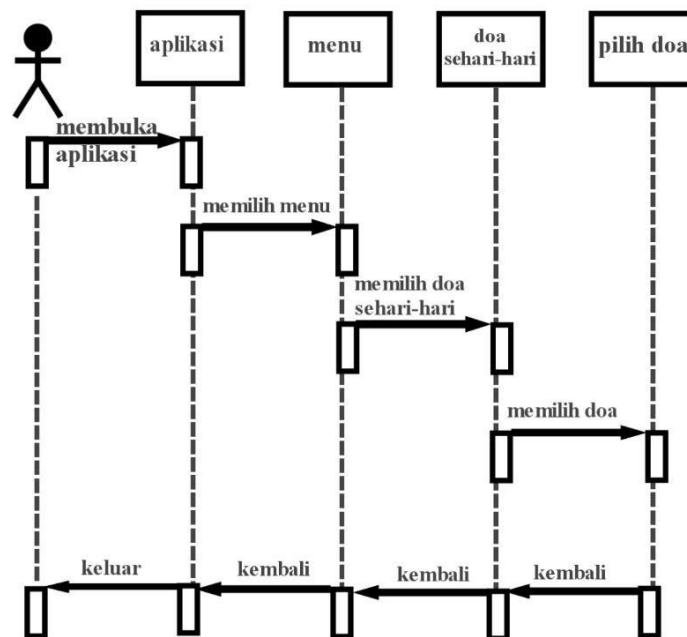 aplikasi
menu
doa
sehari-hari
pilih doa
membuka
aplikasi
memilih menu
memilih doa
sehari-hari
memilih doa
keluar
kembali
kembali
kembali